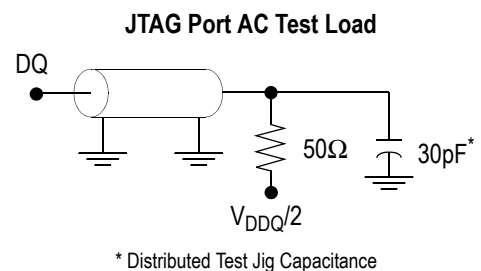 JTAG Port AC Test Load
DQ
50Ω
30pF*
VDDQ/2
* Distributed Test Jig Capacitance